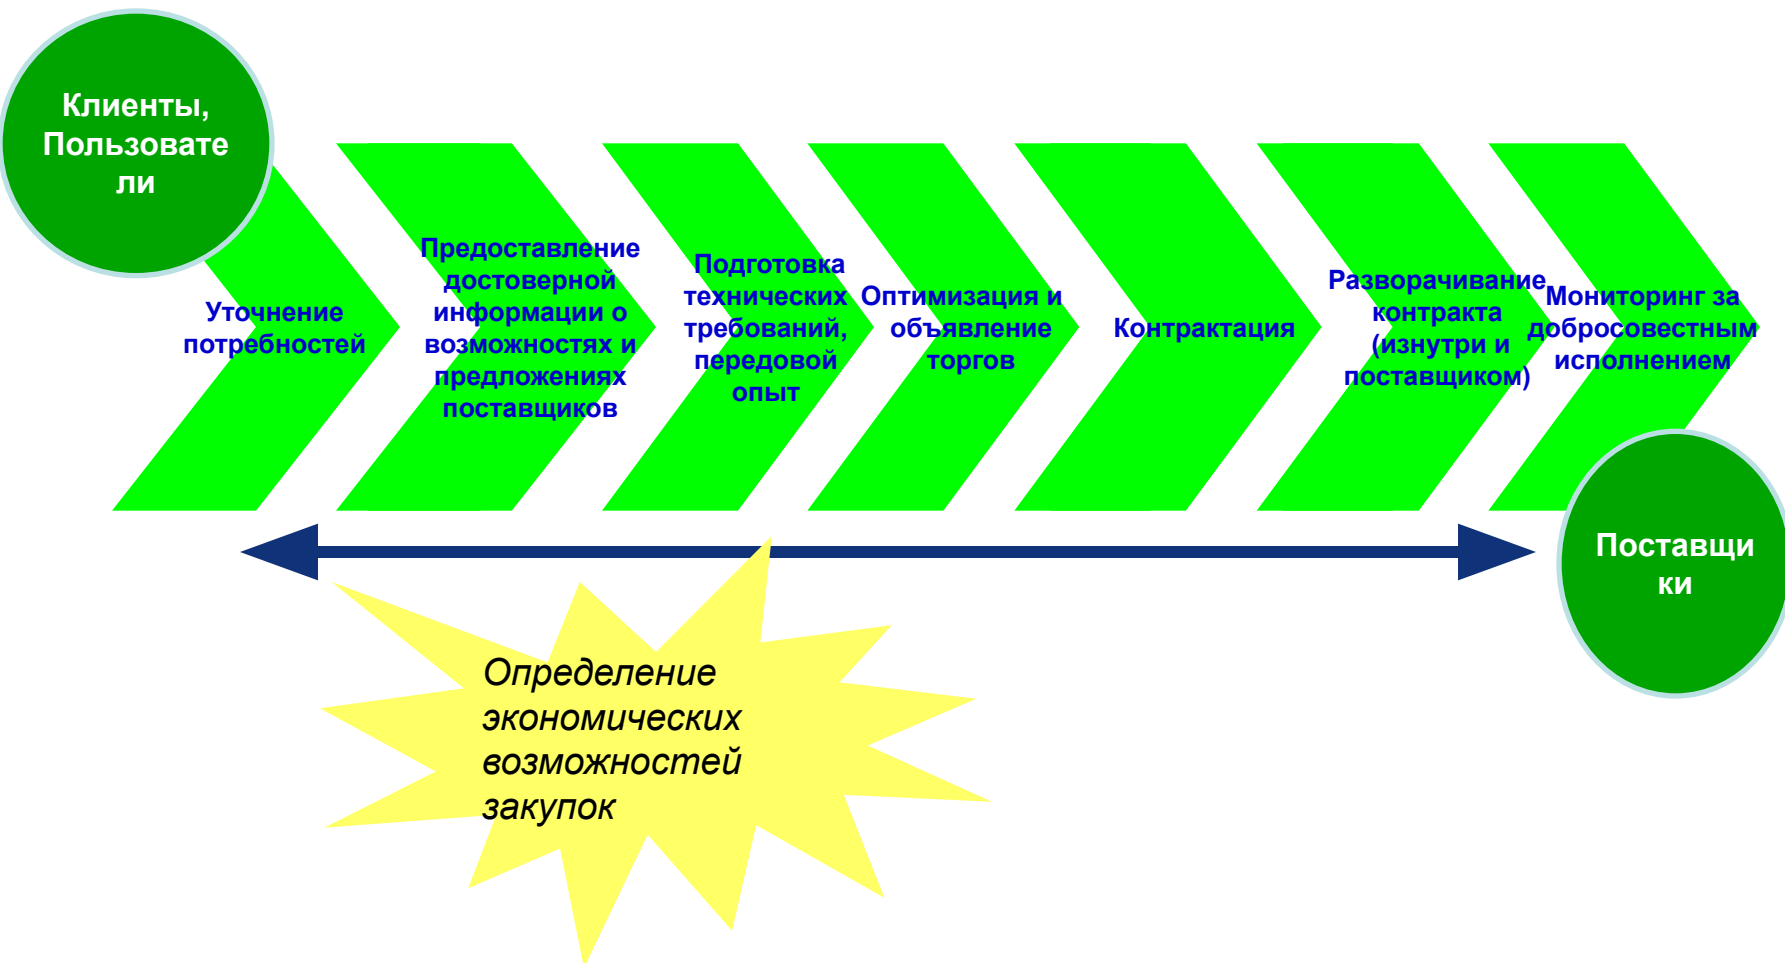 Клиенты,
Пользовате
ли
Уточнение
потребностей
Предоставление
достоверной
информации о
возможностях и
предложениях
поставщиков
Подготовка
технических
требований,
передовой
опыт
Оптимизация и
объявление
торгов
Контрактация
Разворачивание
контракта
(изнутри и
поставщиком)
Мониторинг за
добросовестным
исполнением
Поставщи
ки
Определение
экономических
возможностей
закупок